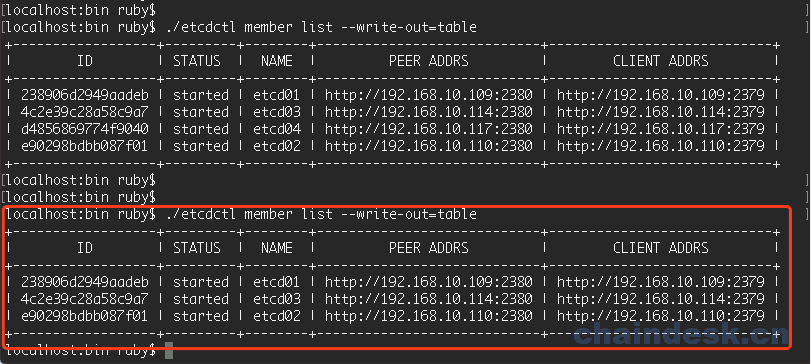 [localhost:bin ruby$ ]
[localhost:bin ruby$ ./etcdctl member list --write-out=table ]
+------------------+---------+--------+----------------------------+----------------------------+
| ID | STATUS | NAME | PEER ADDRS | CLIENT ADDRS |
+------------------+---------+--------+----------------------------+----------------------------+
| 238906d2949aadeb | started | etcd01 | http://192.168.10.109:2380 | http://192.168.10.109:2379 |
| 4c2e39c28a58c9a7 | started | etcd03 | http://192.168.10.114:2380 | http://192.168.10.114:2379 |
| d4856869774f9040 | started | etcd04 | http://192.168.10.117:2380 | http://192.168.10.117:2379 |
| e90298bdbb087f01 | started | etcd02 | http://192.168.10.110:2380 | http://192.168.10.110:2379 |
+------------------+---------+--------+----------------------------+----------------------------+
[localhost:bin ruby$ ]
[localhost:bin ruby$ ]
[localhost:bin ruby$ ./etcdctl member list --write-out=table ]
+------------------+---------+--------+----------------------------+----------------------------+
| ID | STATUS | NAME | PEER ADDRS | CLIENT ADDRS |
+------------------+---------+--------+----------------------------+----------------------------+
| 238906d2949aadeb | started | etcd01 | http://192.168.10.109:2380 | http://192.168.10.109:2379 |
| 4c2e39c28a58c9a7 | started | etcd03 | http://192.168.10.114:2380 | http://192.168.10.114:2379 |
| e90298bdbb087f01 | started | etcd02 | http://192.168.10.110:2380 | http://192.168.10.110:2379 |
+------------------+---------+--------+----------------------------+----------------------------+
chaindesk.cn
localhost:bin ruby$